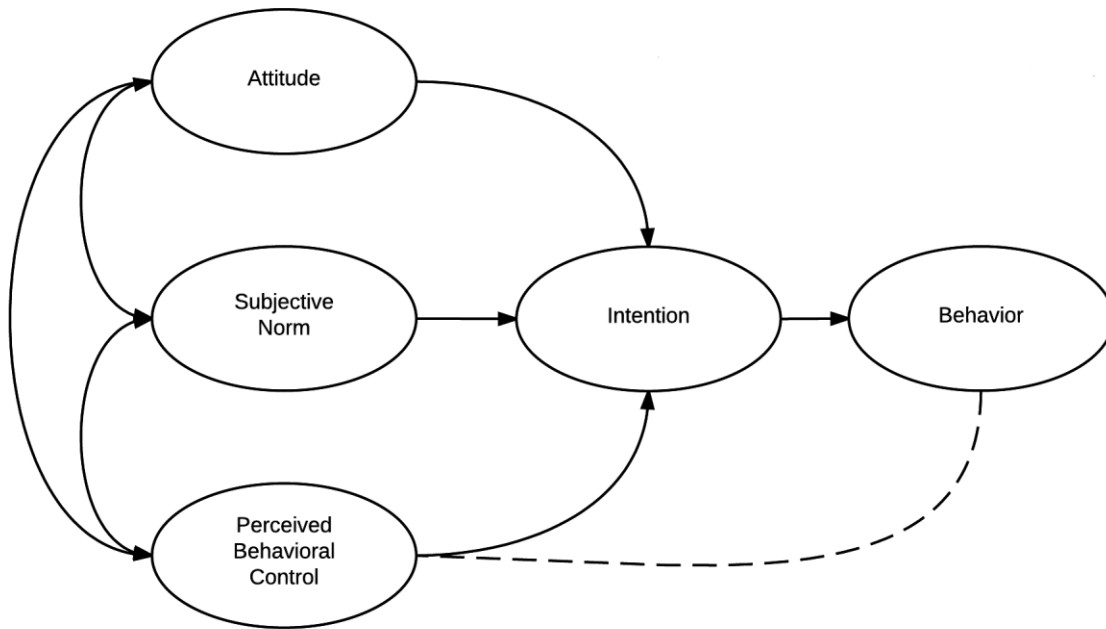 Attitude
Subjective
Norm
Intention
Behavior
Perceived
Behavioral
Control